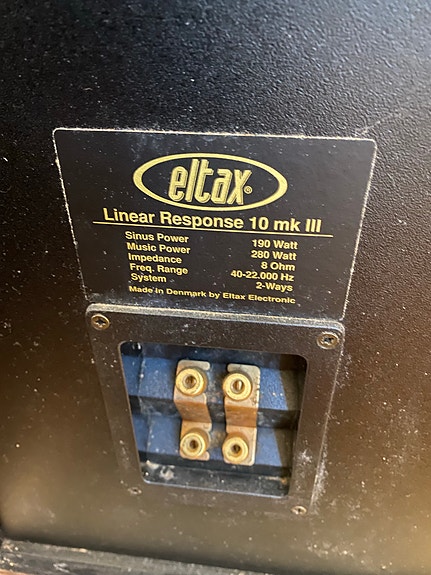 eltax®
Linear Response 10 mk III
Sinus Power 190 Watt
Music Power 280 Watt
Impedance 8 Ohm
Freq. Range 40-22.000 Hz
System 2-Ways
Made in Denmark by Eltax Electronic